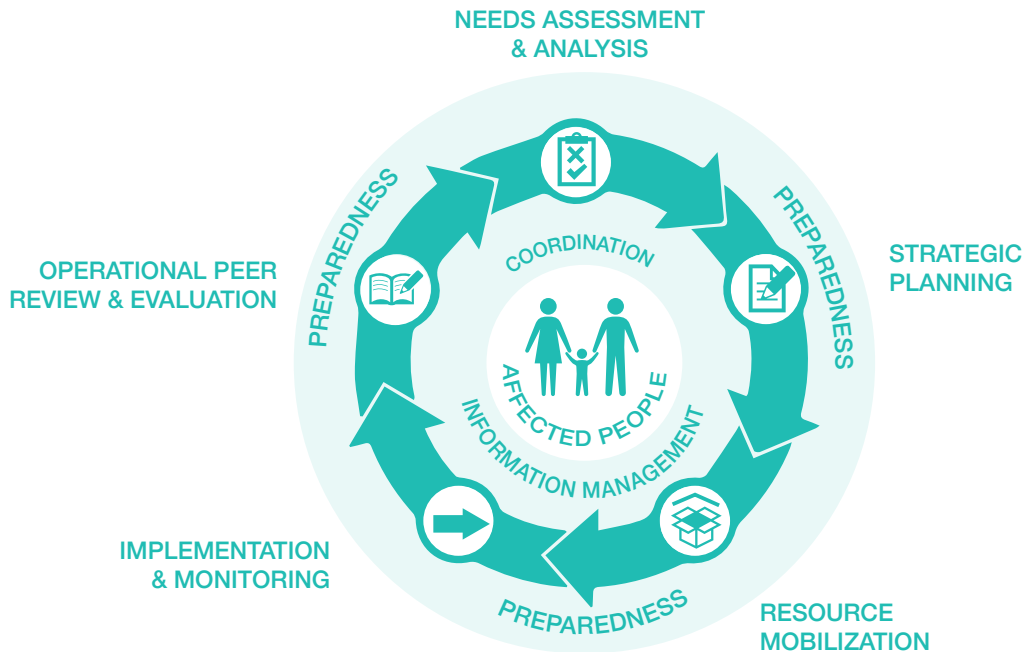 NEEDS ASSESSMENT
& ANALYSIS
PREPAREDNESS
PREPAREDNESS
COORDINATION
OPERATIONAL PEER
REVIEW & EVALUATION
STRATEGIC
PLANNING
AFFECTED PEOPLE
INFORMATION MANAGEMENT
IMPLEMENTATION
& MONITORING
PREPAREDNESS
RESOURCE
MOBILIZATION